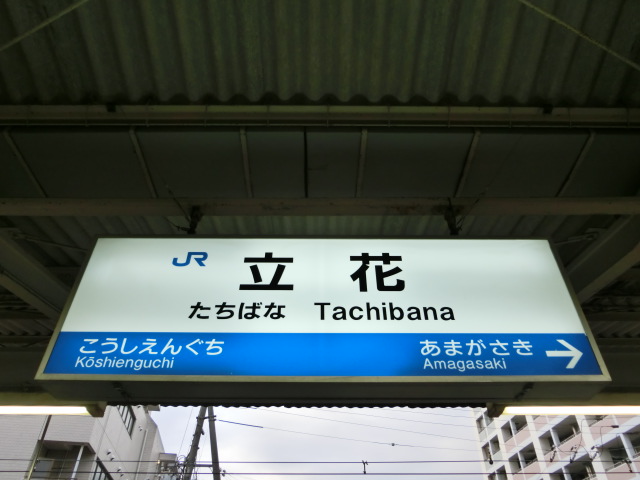 JR 立花
たちばな Tachibana
こうしえんぐち あまがさき →
Kōshienguchi Amagasaki